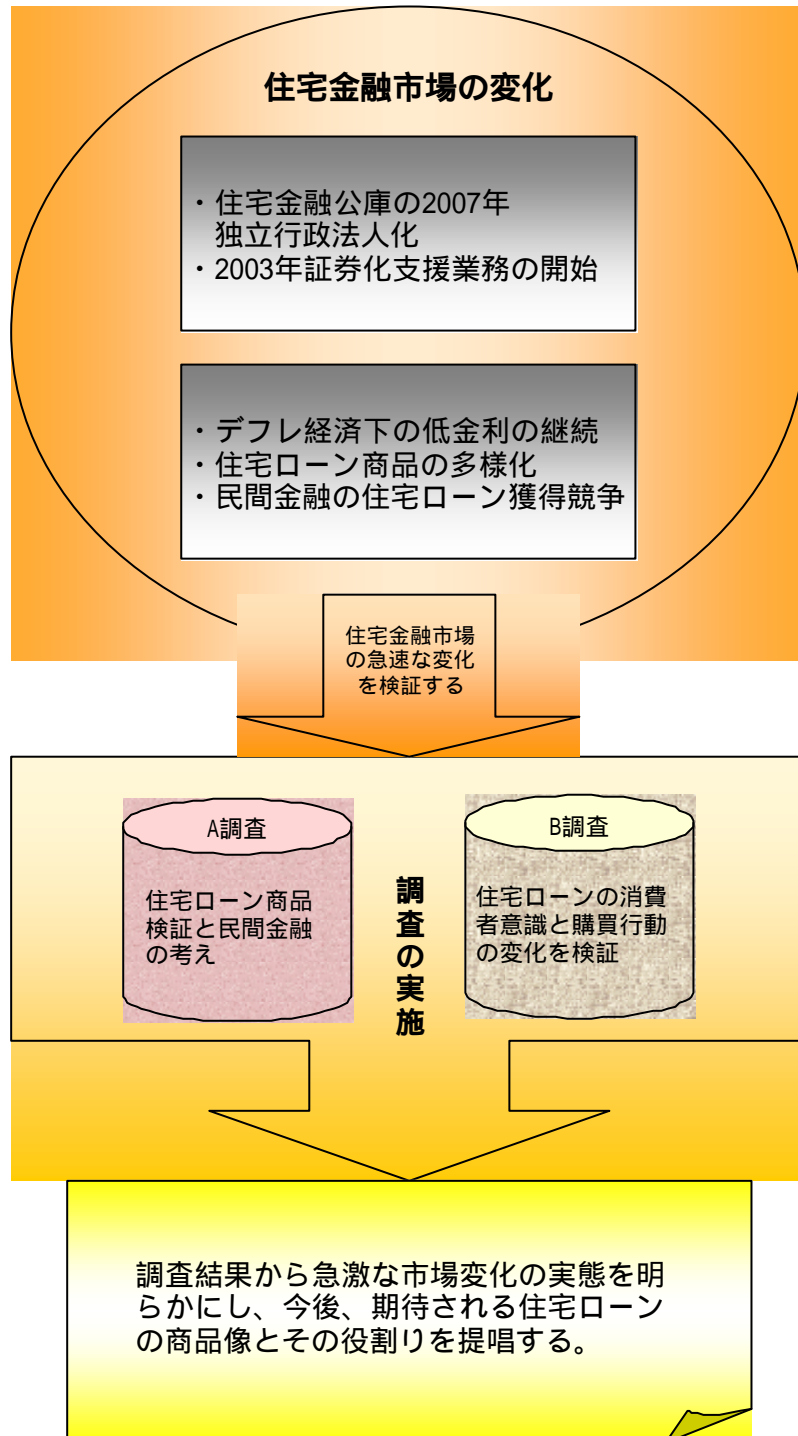 住宅金融市場の変化
・住宅金融公庫の2007年
独立行政法人化
・2003年証券化支援業務の開始
・デフレ経済下の低金利の継続
・住宅ローン商品の多様化
・民間金融の住宅ローン獲得競争
住宅金融市場
の急速な変化
を検証する
A調査
住宅ローン商品
検証と民間金融
の考え
調査の実施
B調査
住宅ローンの消費
者意識と購買行動
の変化を検証
調査結果から急激な市場変化の実態を明
らかにし、今後、期待される住宅ローン
の商品像とその役割りを提唱する。